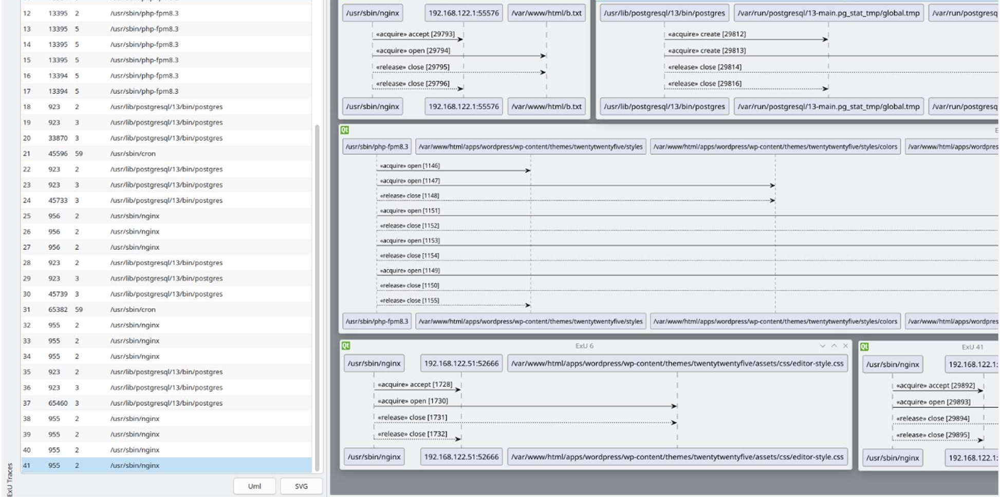 12 13395 2 /usr/sbin/php-fpm8.3
13 13395 5 /usr/sbin/php-fpm8.3
14 13395 5 /usr/sbin/php-fpm8.3
15 13395 5 /usr/sbin/php-fpm8.3
16 13394 5 /usr/sbin/php-fpm8.3
17 13394 5 /usr/sbin/php-fpm8.3
18 923 2 /usr/lib/postgresql/13/bin/postgres
19 923 3 /usr/lib/postgresql/13/bin/postgres
20 33870 3 /usr/lib/postgresql/13/bin/postgres
21 45596 59 /usr/sbin/cron
22 923 2 /usr/lib/postgresql/13/bin/postgres
23 923 3 /usr/lib/postgresql/13/bin/postgres
24 45733 3 /usr/lib/postgresql/13/bin/postgres
25 956 2 /usr/sbin/nginx
26 956 2 /usr/sbin/nginx
27 956 2 /usr/sbin/nginx
28 923 2 /usr/lib/postgresql/13/bin/postgres
29 923 3 /usr/lib/postgresql/13/bin/postgres
30 45739 3 /usr/lib/postgresql/13/bin/postgres
31 65382 59 /usr/sbin/cron
32 955 2 /usr/sbin/nginx
33 955 2 /usr/sbin/nginx
34 955 2 /usr/sbin/nginx
35 923 2 /usr/lib/postgresql/13/bin/postgres
36 923 3 /usr/lib/postgresql/13/bin/postgres
37 65460 3 /usr/lib/postgresql/13/bin/postgres
38 955 2 /usr/sbin/nginx
39 955 2 /usr/sbin/nginx
40 955 2 /usr/sbin/nginx
41 955 2 /usr/sbin/nginx
ExU Traces
Uml SVG
/usr/sbin/nginx 192.168.122.1:55576 /var/www/html/b.txt
«acquire» accept [29793]
«acquire» open [29794]
«release» close [29795]
«release» close [29796]
/usr/sbin/nginx 192.168.122.1:55576 /var/www/html/b.txt
/usr/lib/postgresql/13/bin/postgres /var/run/postgresql/13-main.pg_stat_tmp/global.tmp /var/run/postgresq
«acquire» create [29812]
«acquire» create [29813]
«release» close [29814]
«release» close [29816]
/usr/lib/postgresql/13/bin/postgres /var/run/postgresql/13-main.pg_stat_tmp/global.tmp /var/run/postgresq
Qt E
/usr/sbin/php-fpm8.3 /var/www/html/apps/wordpress/wp-content/themes/twentytwentyfive/styles /var/www/html/apps/wordpress/wp-content/themes/twentytwentyfive/styles/colors /var/www/html/apps/wordpres
«acquire» open [1146]
«acquire» open [1147]
«release» close [1148]
«acquire» open [1151]
«release» close [1152]
«acquire» open [1153]
«release» close [1154]
«acquire» open [1149]
«release» close [1150]
«release» close [1155]
/usr/sbin/php-fpm8.3 /var/www/html/apps/wordpress/wp-content/themes/twentytwentyfive/styles /var/www/html/apps/wordpress/wp-content/themes/twentytwentyfive/styles/colors /var/www/html/apps/wordpres
Qt ExU 6
/usr/sbin/nginx 192.168.122.51:52666 /var/www/html/apps/wordpress/wp-content/themes/twentytwentyfive/assets/css/editor-style.css
«acquire» accept [1728]
«acquire» open [1730]
«release» close [1731]
«release» close [1732]
/usr/sbin/nginx 192.168.122.51:52666 /var/www/html/apps/wordpress/wp-content/themes/twentytwentyfive/assets/css/editor-style.css
Qt ExU 41
/usr/sbin/nginx 192.168.122.1:
«acquire» accept [29892]
«acquire» open [29893]
«release» close [29894]
«release» close [29895]
/usr/sbin/nginx 192.168.122.1: